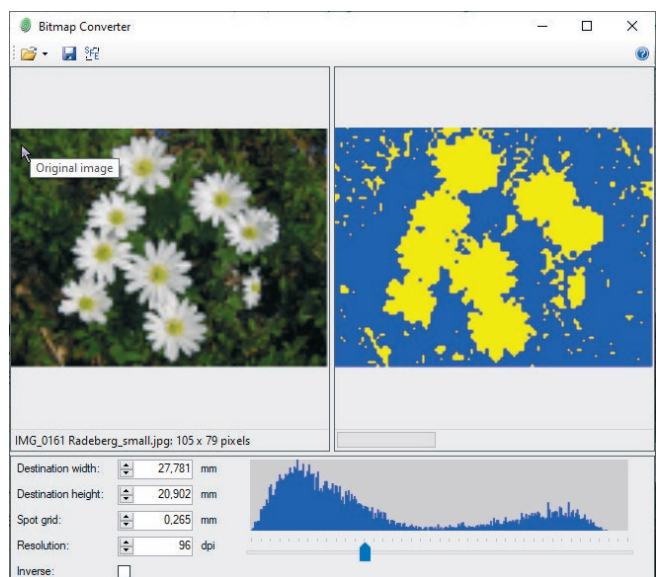 Bitmap Converter
Original image
IMG_0161 Radeberg_small.jpg: 105 x 79 pixels
Destination width: 27,781 mm
Destination height: 20,902 mm
Spot grid: 0,265 mm
Resolution: 96 dpi
Inverse: